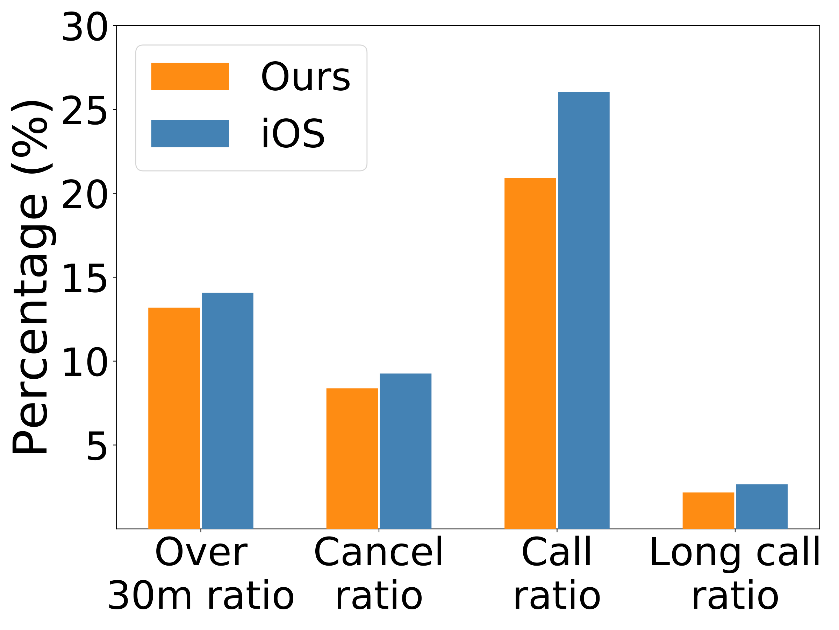 30
25
20
15
10
5
Percentage (%)
Ours
iOS
Over
30m ratio
Cancel
ratio
Call
ratio
Long call
ratio